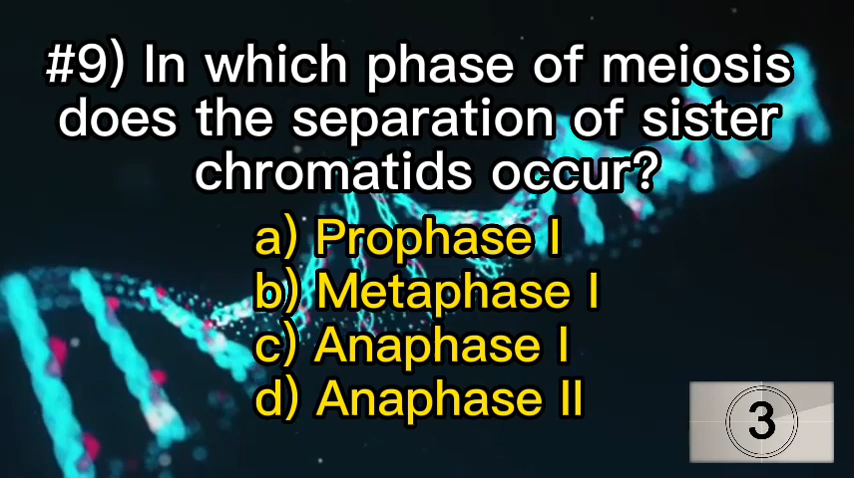 #9) In which phase of meiosis
does the separation of sister
chromatids occur?
a) Prophase I
b) Metaphase I
c) Anaphase I
d) Anaphase II
3